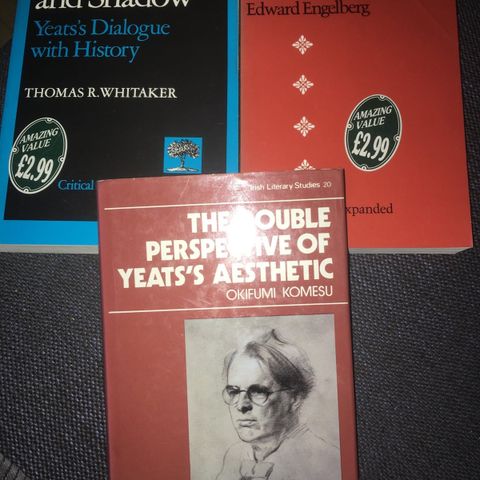 and Shadow
Yeats's Dialogue
with History
THOMAS R. WHITAKER
AMAZING
VALUE
£2.99
Critical
Edward Engelberg
AMAZING
VALUE
£2.99
xpanded
Irish Literary Studies 20
THE DOUBLE
PERSPECTIVE OF
YEATS'S AESTHETIC
OKIFUMI KOMESU